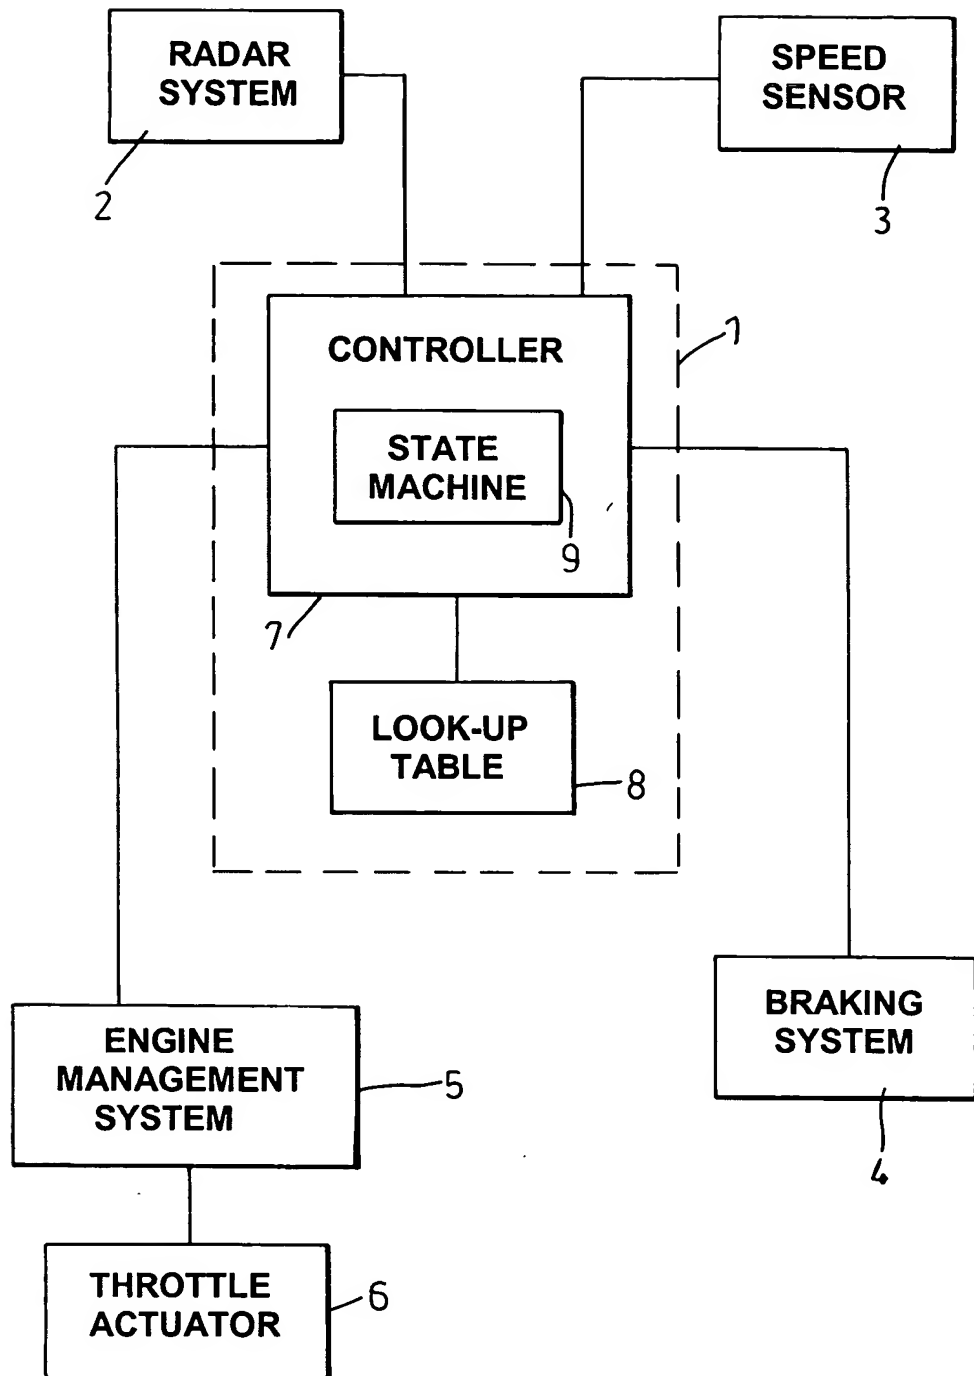 RADAR
SYSTEM
2
SPEED
SENSOR
3
1
CONTROLLER
STATE
MACHINE
9
7
LOOK-UP
TABLE
8
ENGINE
MANAGEMENT
SYSTEM
5
BRAKING
SYSTEM
4
THROTTLE
ACTUATOR
6